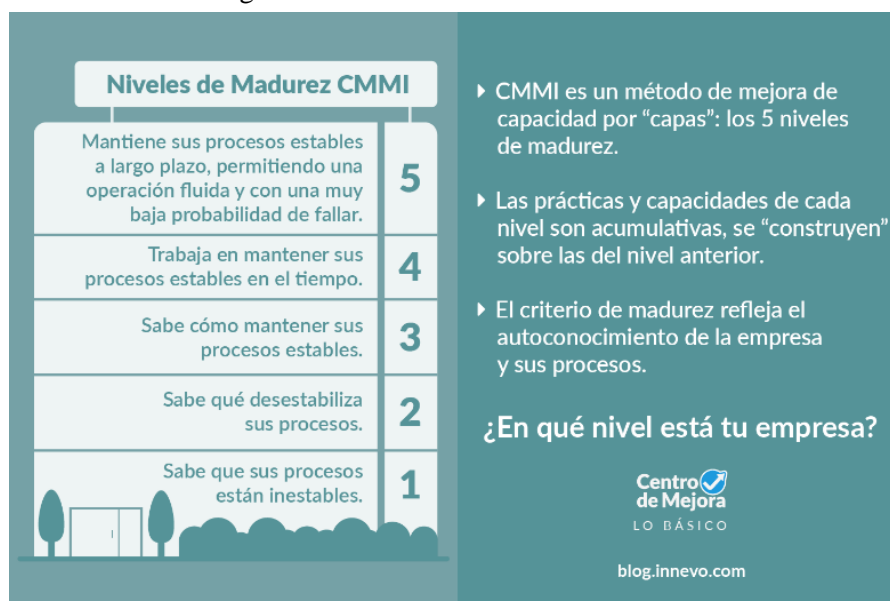 Niveles de Madurez CMMI
Mantiene sus procesos estables
a largo plazo, permitiendo una
operación fluida y con una muy
baja probabilidad de fallar.
5
Trabaja en mantener sus
procesos estables en el tiempo.
4
Sabe cómo mantener sus
procesos estables.
3
Sabe qué desestabiliza
sus procesos.
2
Sabe que sus procesos
están inestables.
1
CMMI es un método de mejora de
capacidad por “capas”: los 5 niveles
de madurez.
Las prácticas y capacidades de cada
nivel son acumulativas, se “construyen”
sobre las del nivel anterior.
El criterio de madurez refleja el
autoconocimiento de la empresa
y sus procesos.
¿En qué nivel está tu empresa?
Centro
de Mejora
LO BÁSICO
blog.innevo.com